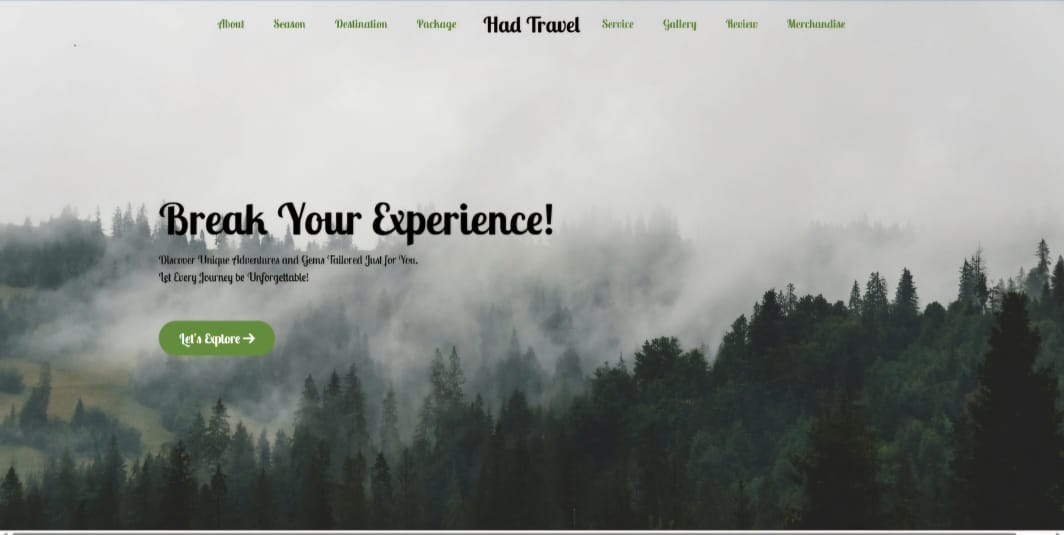 About Season Destination Package Had Travel Service Gallery Review Merchandise
Break Your Experience!
Discover Unique Adventures and Gems Tailored Just for You.
Let Every Journey be Unforgettable!
Let's Explore →